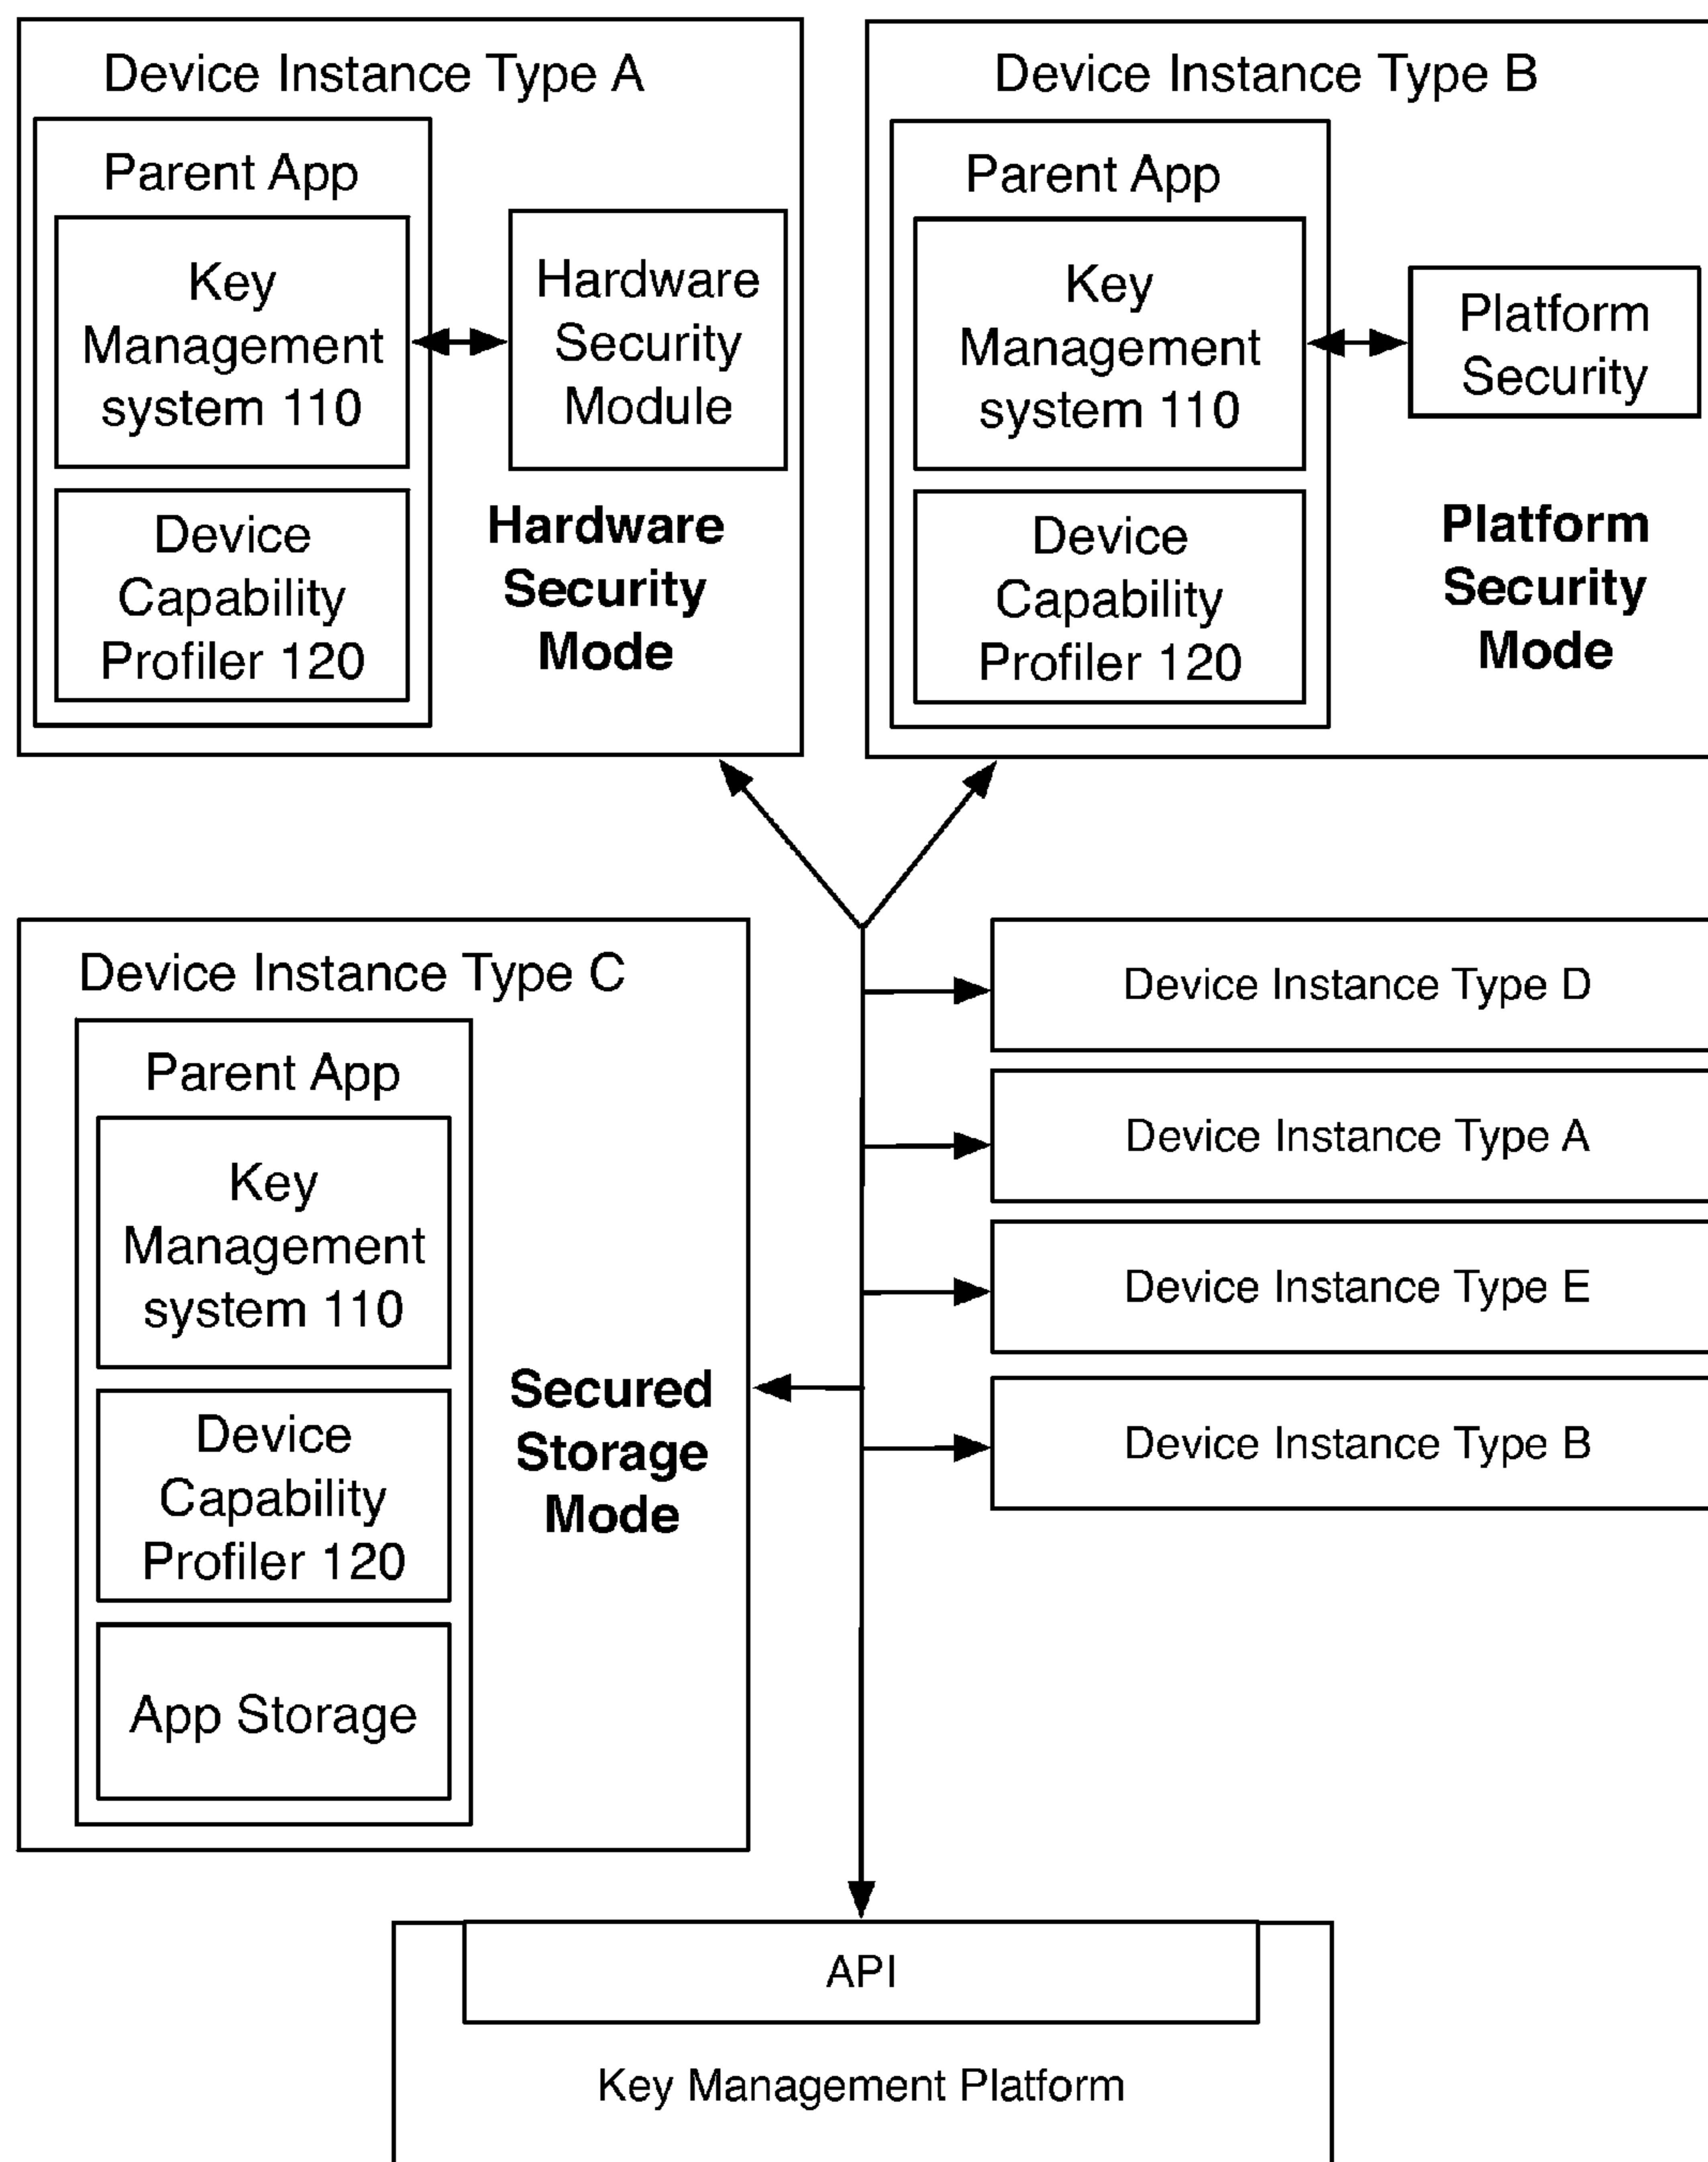 Device Instance Type A
Parent App
Key
Management
system 110
Hardware
Security
Module
Device
Capability
Profiler 120
Hardware
Security
Mode
Device Instance Type B
Parent App
Key
Management
system 110
Platform
Security
Device
Capability
Profiler 120
Platform
Security
Mode
Device Instance Type C
Parent App
Key
Management
system 110
Device
Capability
Profiler 120
App Storage
Secured
Storage
Mode
Device Instance Type D
Device Instance Type A
Device Instance Type E
Device Instance Type B
API
Key Management Platform